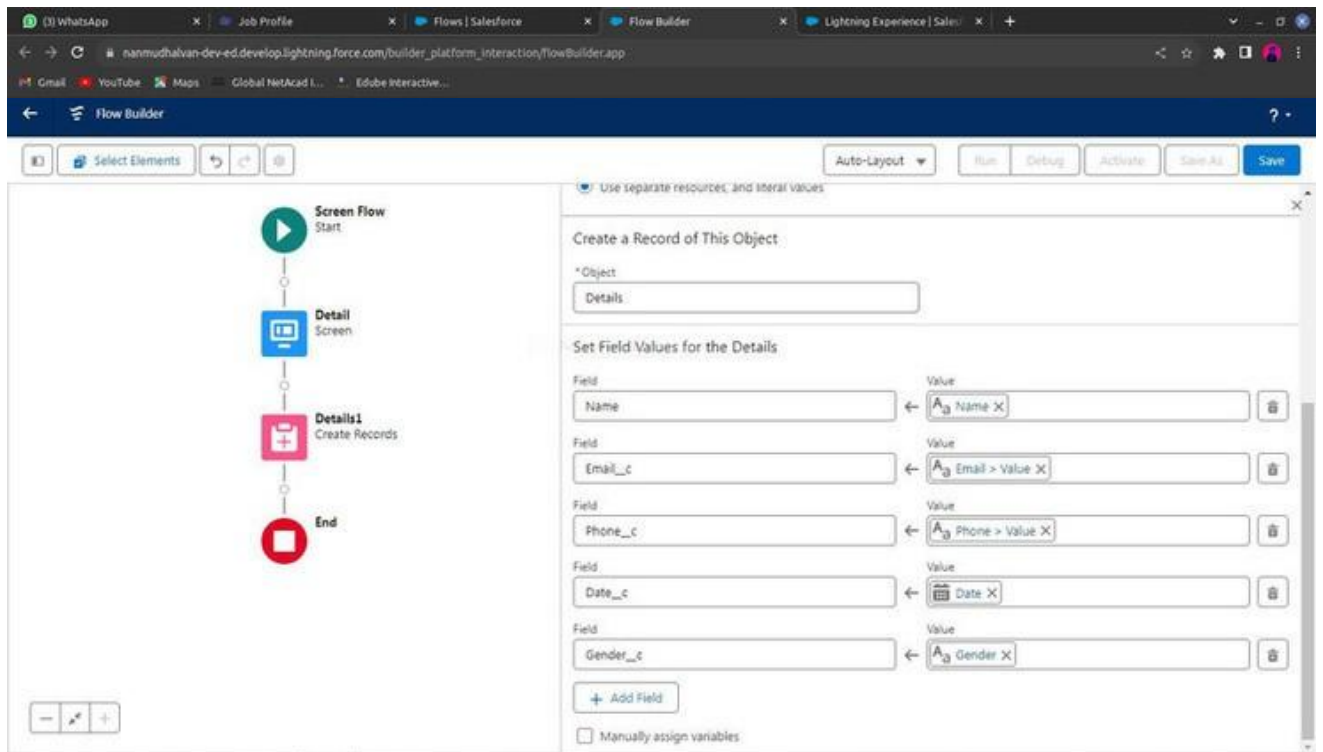 (3) WhatsApp
Job Profile
Flows | Salesforce
Flow Builder
Lightning Experience | Sales
nanmudhalvan-dev-ed.develop.lightning.force.com/builder_platform_interaction/flowBuilder.app
Gmail
YouTube
Maps
Global NetAcad I...
Edube Interactive...
Flow Builder
?
Select Elements
Auto-Layout
Run
Debug
Activate
Save As
Save
Screen Flow
Start
Detail
Screen
Details1
Create Records
End
Use separate resources, and literal values
Create a Record of This Object
*Object
Details
Set Field Values for the Details
Field Value
Name Aa Name
Field Value
Email__c Aa Email > Value
Field Value
Phone__c Aa Phone > Value
Field Value
Date__c Date
Field Value
Gender__c Aa Gender
+ Add Field
Manually assign variables